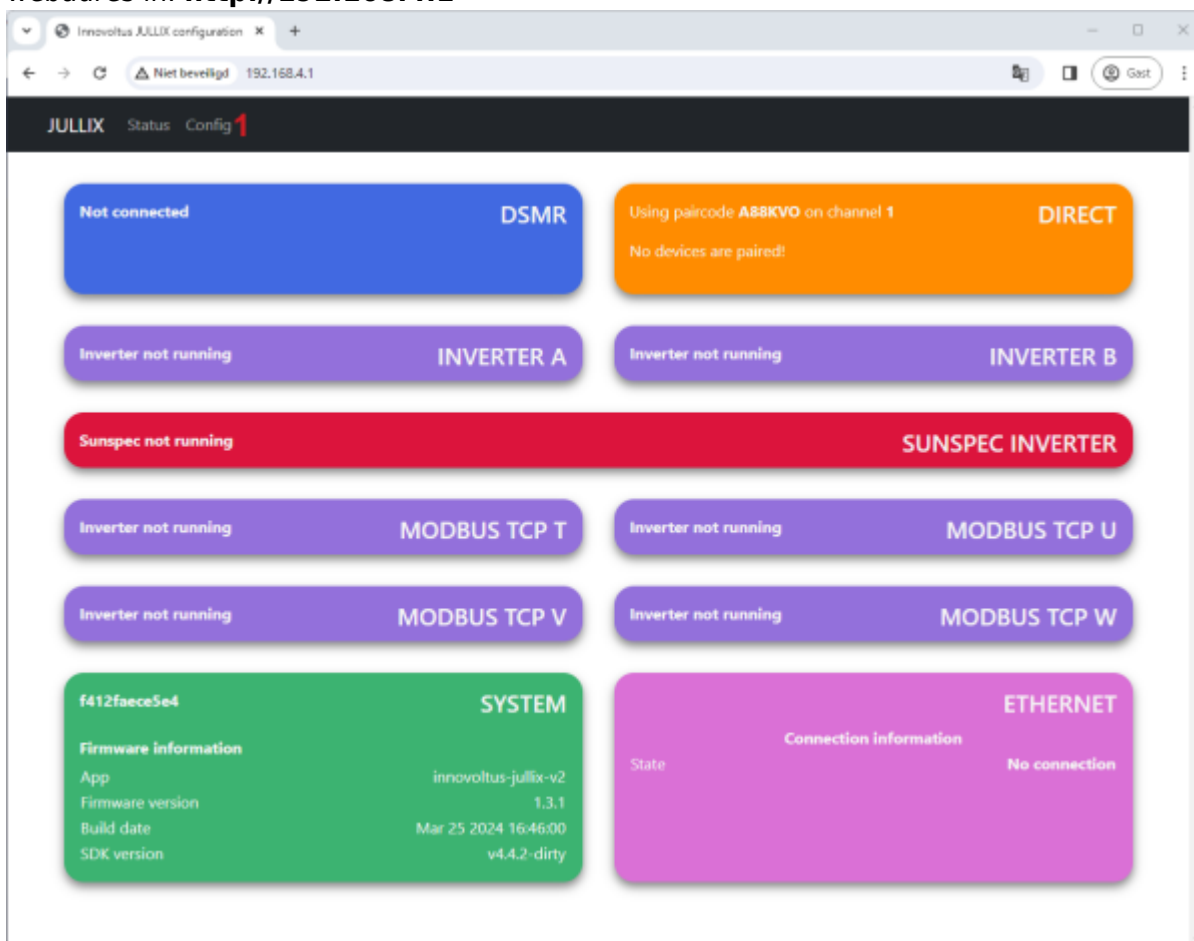 Innovoltus JULLIX configuration
Niet beveiligd 192.168.4.1 Gast
JULLIX Status Config 1
Not connected DSMR
Using paircode A88KVO on channel 1 DIRECT
No devices are paired!
Inverter not running INVERTER A
Inverter not running INVERTER B
Sunspec not running SUNSPEC INVERTER
Inverter not running MODBUS TCP T
Inverter not running MODBUS TCP U
Inverter not running MODBUS TCP V
Inverter not running MODBUS TCP W
f412faece5e4 SYSTEM
Firmware information
App innovoltus-jullix-v2
Firmware version 1.3.1
Build date Mar 25 2024 16:46:00
SDK version v4.4.2-dirty
ETHERNET
Connection information
State No connection